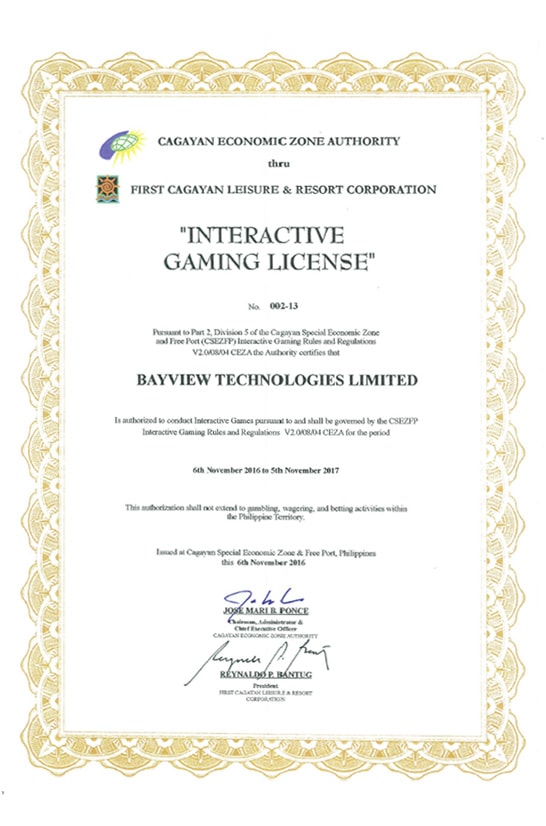 CAGAYAN ECONOMIC ZONE AUTHORITY
thru
FIRST CAGAYAN LEISURE & RESORT CORPORATION
"INTERACTIVE
GAMING LICENSE"
No. 002-13
Pursuant to Part 2, Division 5 of the Cagayan Special Economic Zone
and Free Port (CSEZFP) Interactive Gaming Rules and Regulations
V2.0/08/04 CEZA the Authority certifies that
BAYVIEW TECHNOLOGIES LIMITED
Is authorized to conduct Interactive Games pursuant to and shall be governed by the CSEZFP
Interactive Gaming Rules and Regulations V2.0/08/04 CEZA for the period
6th November 2016 to 5th November 2017
This authorization shall not extend to gambling, wagering, and betting activities within
the Philippine Territory.
Issued at Cagayan Special Economic Zone & Free Port, Philippines
this 6th November 2016
JOSE MARI B. PONCE
Chairman, Administrator &
Chief Executive Officer
CAGAYAN ECONOMIC ZONE AUTHORITY
REYNALDO P. BANTUG
President
FIRST CAGAYAN LEISURE & RESORT
CORPORATION